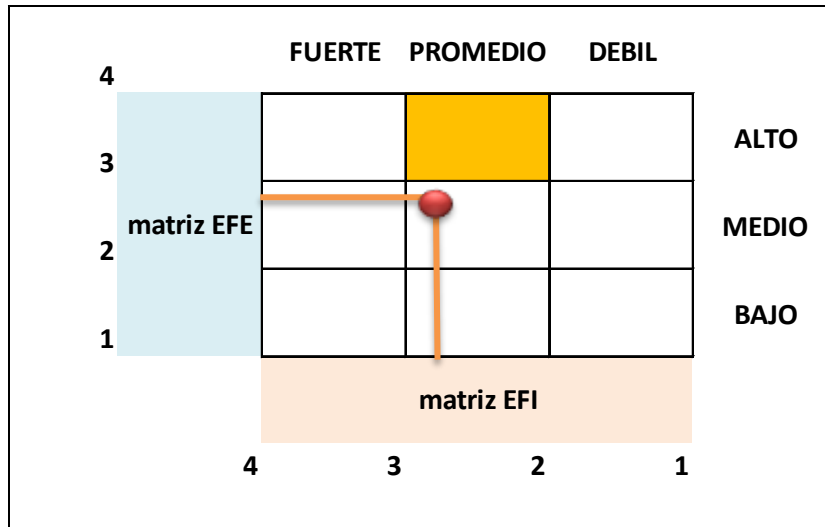 FUERTE PROMEDIO DEBIL
4
ALTO
3
matriz EFE
MEDIO
2
BAJO
1
matriz EFI
4 3 2 1